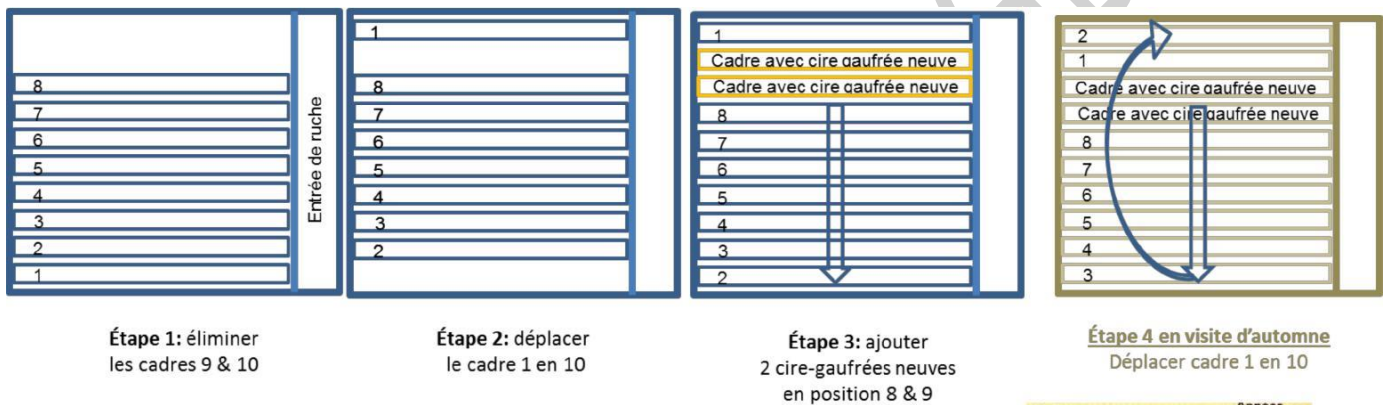 8
7
6
5
4
3
2
1
Entrée de ruche
Étape 1: éliminer
les cadres 9 & 10
1
8
7
6
5
4
3
2
Étape 2: déplacer
le cadre 1 en 10
1
Cadre avec cire gaufrée neuve
Cadre avec cire gaufrée neuve
8
7
6
5
4
3
2
Étape 3: ajouter
2 cire-gaufrées neuves
en position 8 & 9
2
1
Cadre avec cire gaufrée neuve
Cadre avec cire gaufrée neuve
8
7
6
5
4
3
Étape 4 en visite d'automne
Déplacer cadre 1 en 10